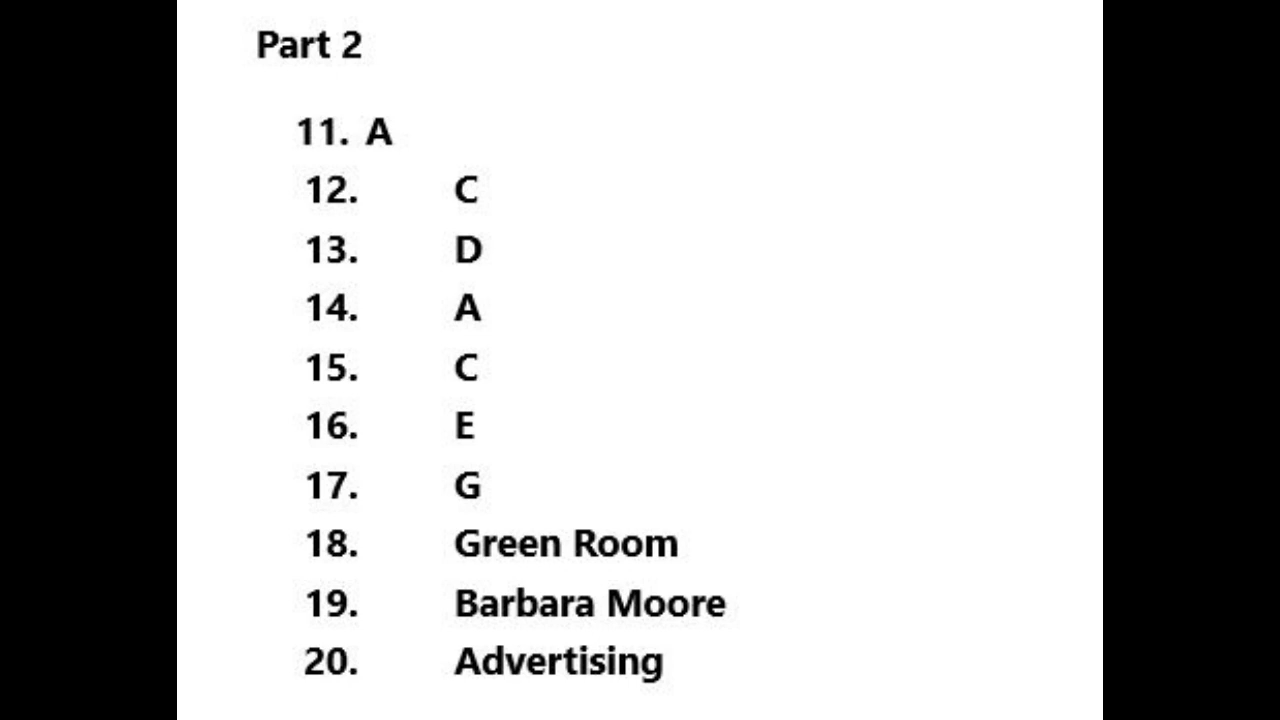 Part 2
11. A
12. C
13. D
14. A
15. C
16. E
17. G
18. Green Room
19. Barbara Moore
20. Advertising